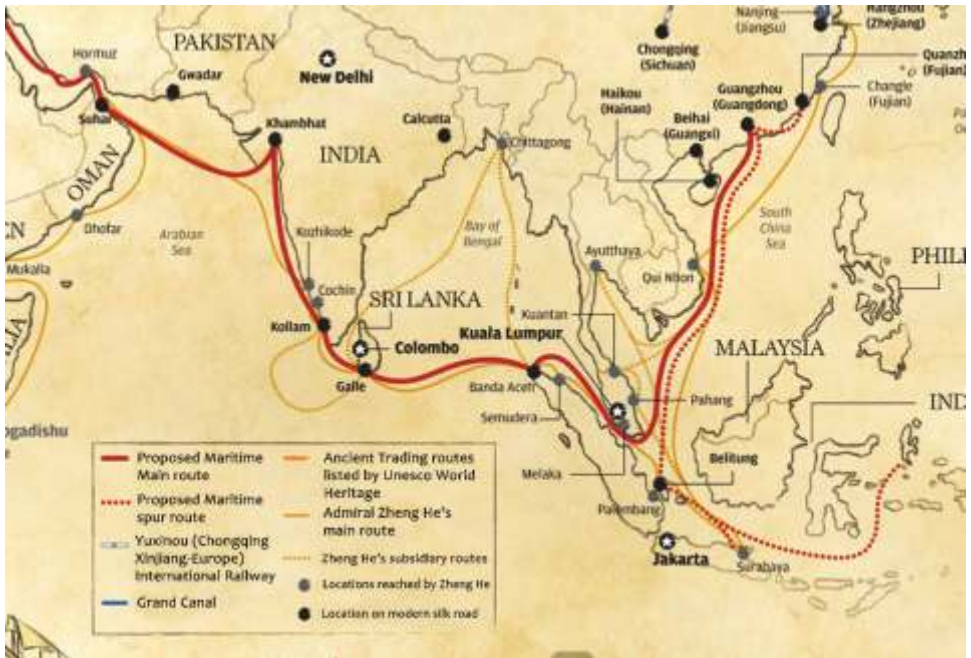 Hangzhou
(Zhejiang)
Nanjing
(Jiangsu)
PAKISTAN
Hormuz
Gwadar
New Delhi
Chongqing
(Sichuan)
Quanzh
(Fujian)
Guangzhou
(Guangdong)
Changle
(Fujian)
Haikou
(Hainan)
Beihai
(Guangxi)
Suhar
Khambhat
Calcutta
Chittagong
INDIA
OMAN
Dhofar
EN
Arabian
Sea
Bay of
Bengal
South
China
Sea
Mukalla
Kozhikode
Cochin
Ayutthaya
Qui Nhon
PHILI
SRI LANKA
Kollam
Colombo
Kuantan
Kuala Lumpur
MALAYSIA
Galle
Banda Aceh
Semudera
Pahang
IND
ogadishu
Melaka
Belitung
Palembang
Jakarta
Surabaya
Proposed Maritime
Main route
Proposed Maritime
spur route
Yuxinou (Chongqing
Xinjiang-Europe)
International Railway
Grand Canal
Ancient Trading routes
listed by Unesco World
Heritage
Admiral Zheng He's
main route
Zheng He's subsidiary routes
Locations reached by Zheng He
Location on modern silk road